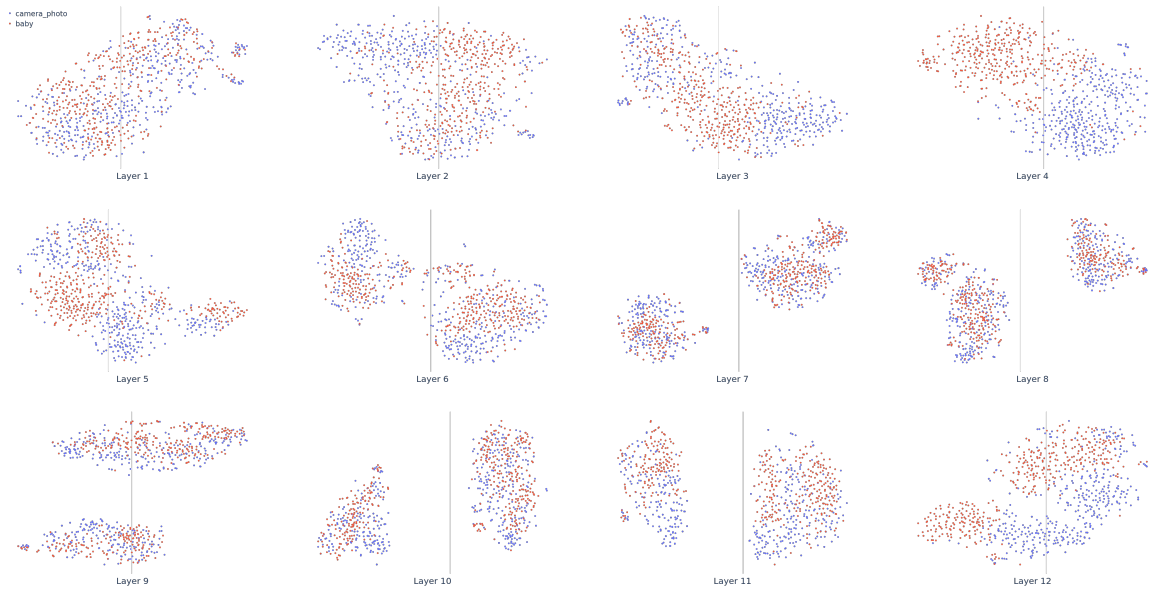 camera_photo
baby
Layer 1
Layer 2
Layer 3
Layer 4
Layer 5
Layer 6
Layer 7
Layer 8
Layer 9
Layer 10
Layer 11
Layer 12